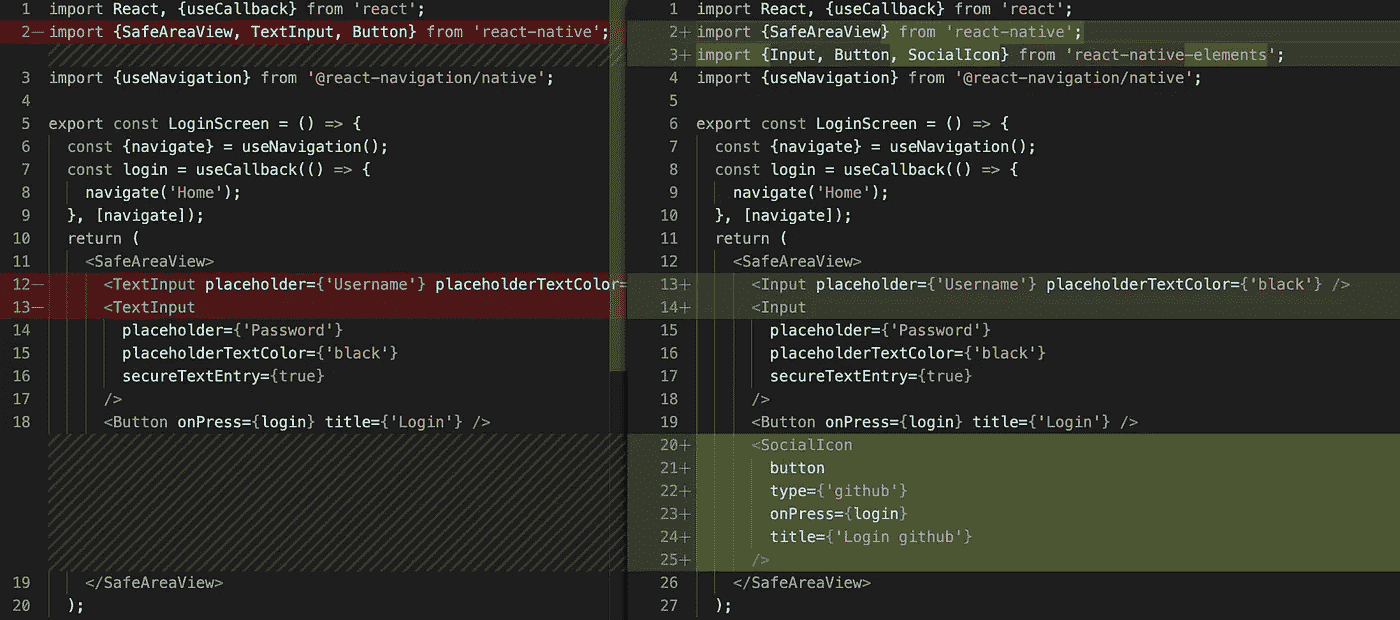 1 import React, {useCallback} from 'react';
2— import {SafeAreaView, TextInput, Button} from 'react-native';
3 import {useNavigation} from '@react-navigation/native';
4
5 export const LoginScreen = () => {
6 const {navigate} = useNavigation();
7 const login = useCallback(() => {
8 navigate('Home');
9 }, [navigate]);
10 return (
11 <SafeAreaView>
12— <TextInput placeholder={'Username'} placeholderTextColor=
13— <TextInput
14 placeholder={'Password'}
15 placeholderTextColor={'black'}
16 secureTextEntry={true}
17 />
18 <Button onPress={login} title={'Login'} />
19 </SafeAreaView>
20 );
1 import React, {useCallback} from 'react';
2+ import {SafeAreaView} from 'react-native';
3+ import {Input, Button, SocialIcon} from 'react-native-elements';
4 import {useNavigation} from '@react-navigation/native';
5
6 export const LoginScreen = () => {
7 const {navigate} = useNavigation();
8 const login = useCallback(() => {
9 navigate('Home');
10 }, [navigate]);
11 return (
12 <SafeAreaView>
13+ <Input placeholder={'Username'} placeholderTextColor={'black'} />
14+ <Input
15 placeholder={'Password'}
16 placeholderTextColor={'black'}
17 secureTextEntry={true}
18 />
19 <Button onPress={login} title={'Login'} />
20+ <SocialIcon
21+ button
22+ type={'github'}
23+ onPress={login}
24+ title={'Login github'}
25+ />
26 </SafeAreaView>
27 );